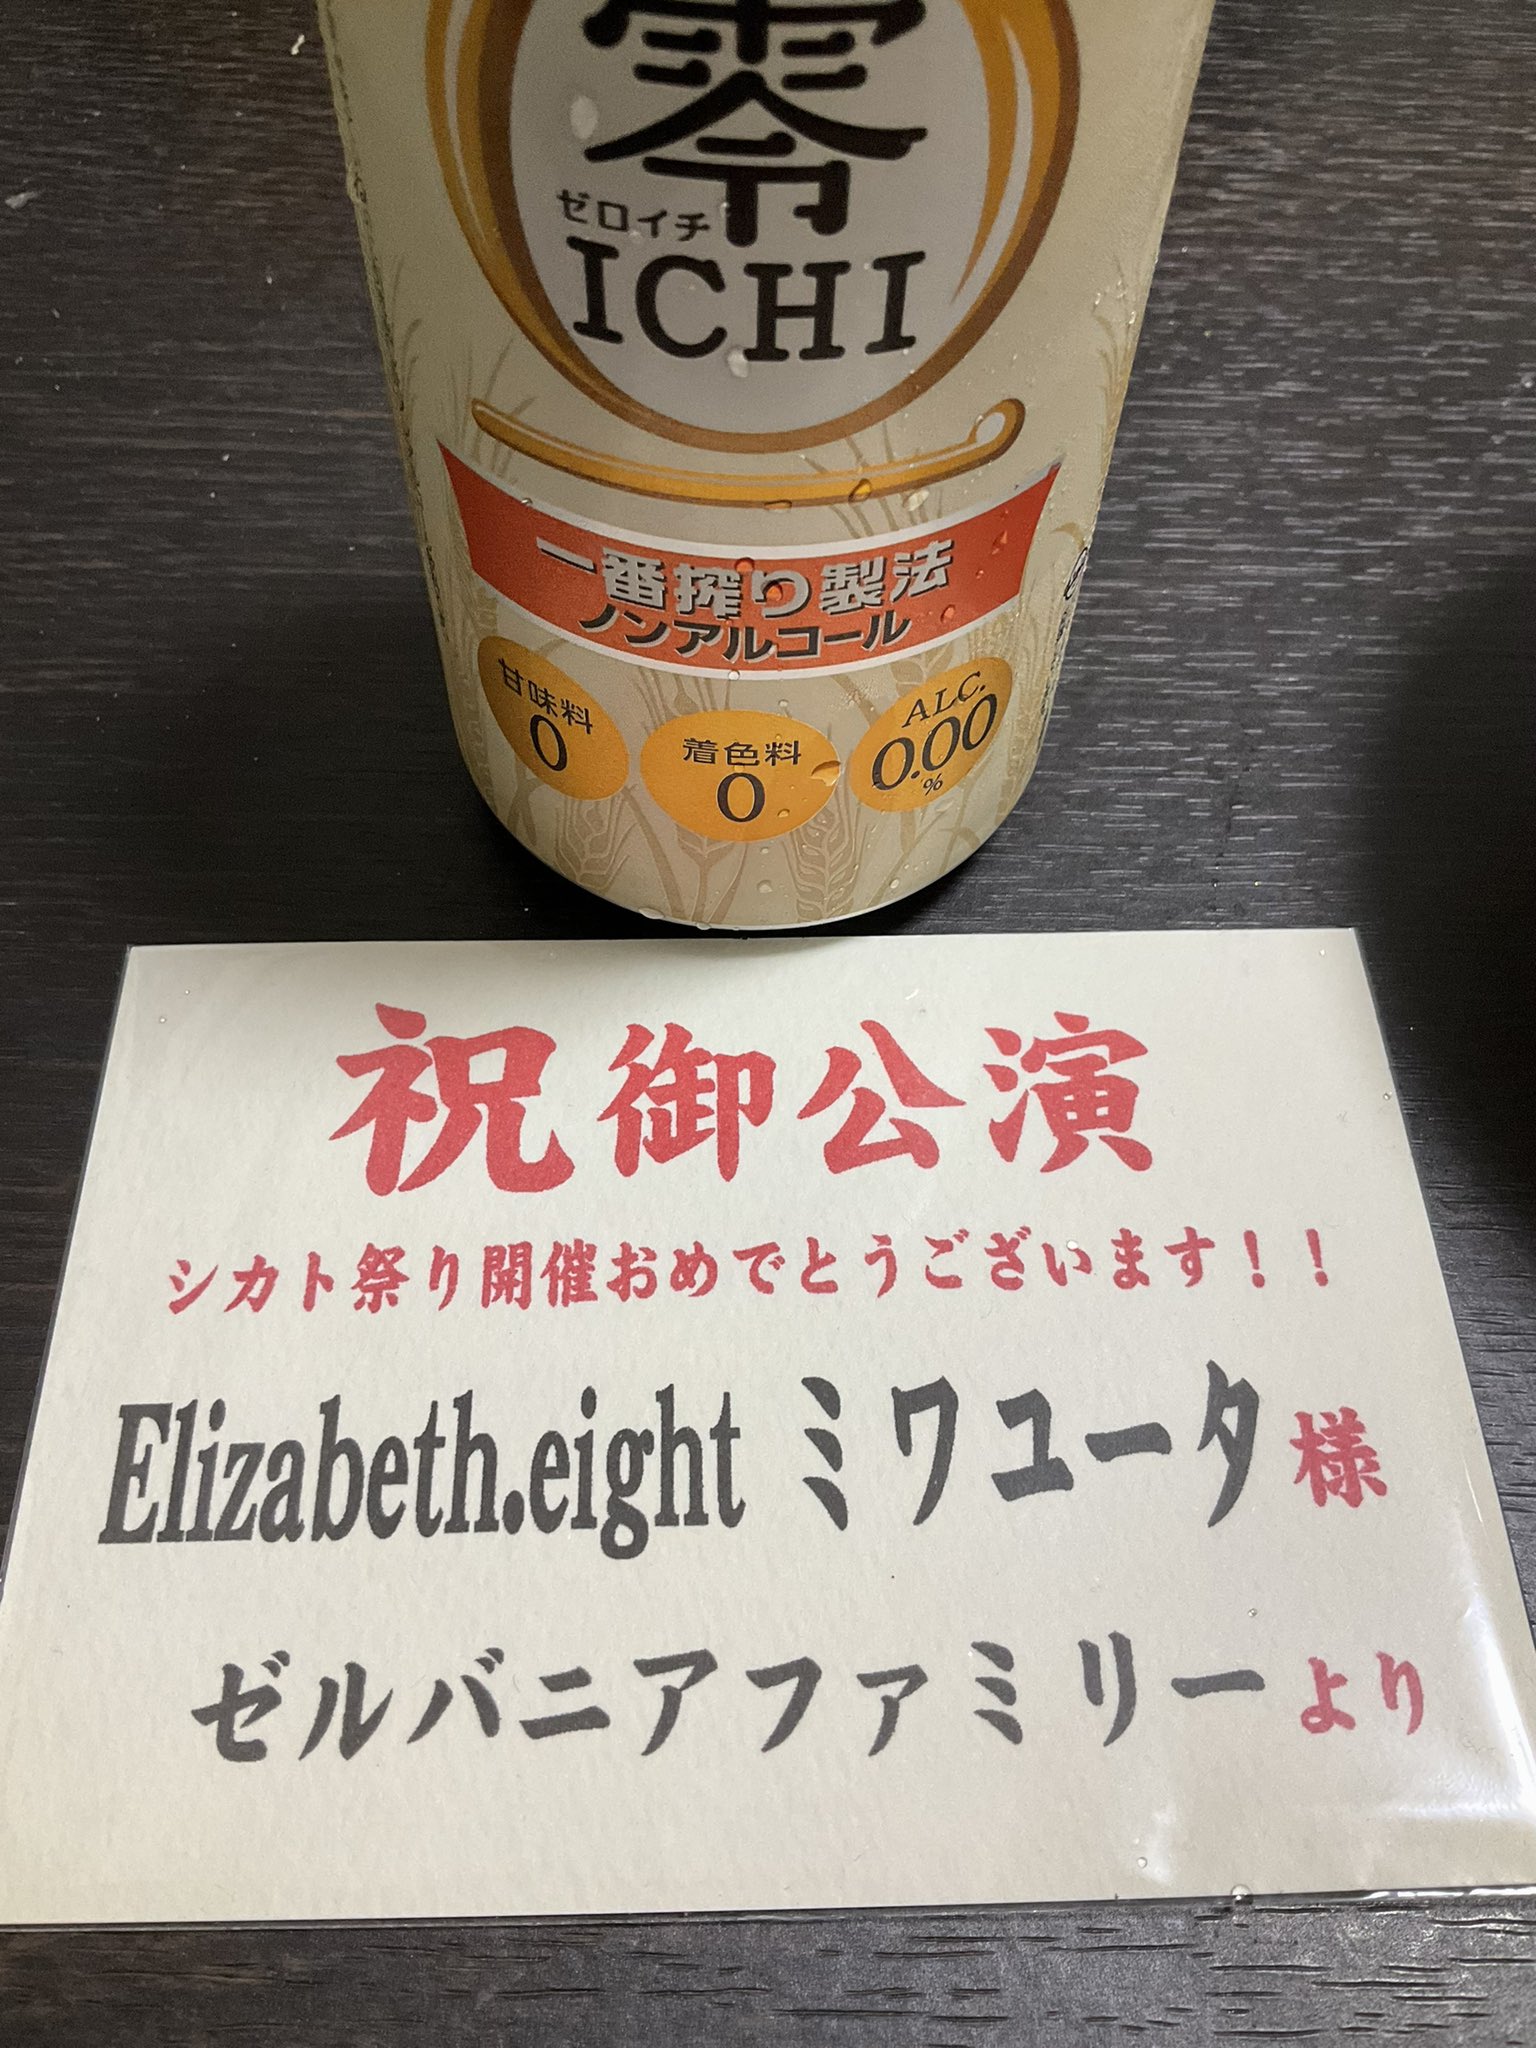 零
ゼロイチ
ICHI
一番搾り製法
ノンアルコール
甘味料
0
着色料
0
ALC.
0.00
%
祝御公演
シカト祭り開催おめでとうございます！！
Elizabeth.eight ミワユータ様
ゼルバニアファミリーより